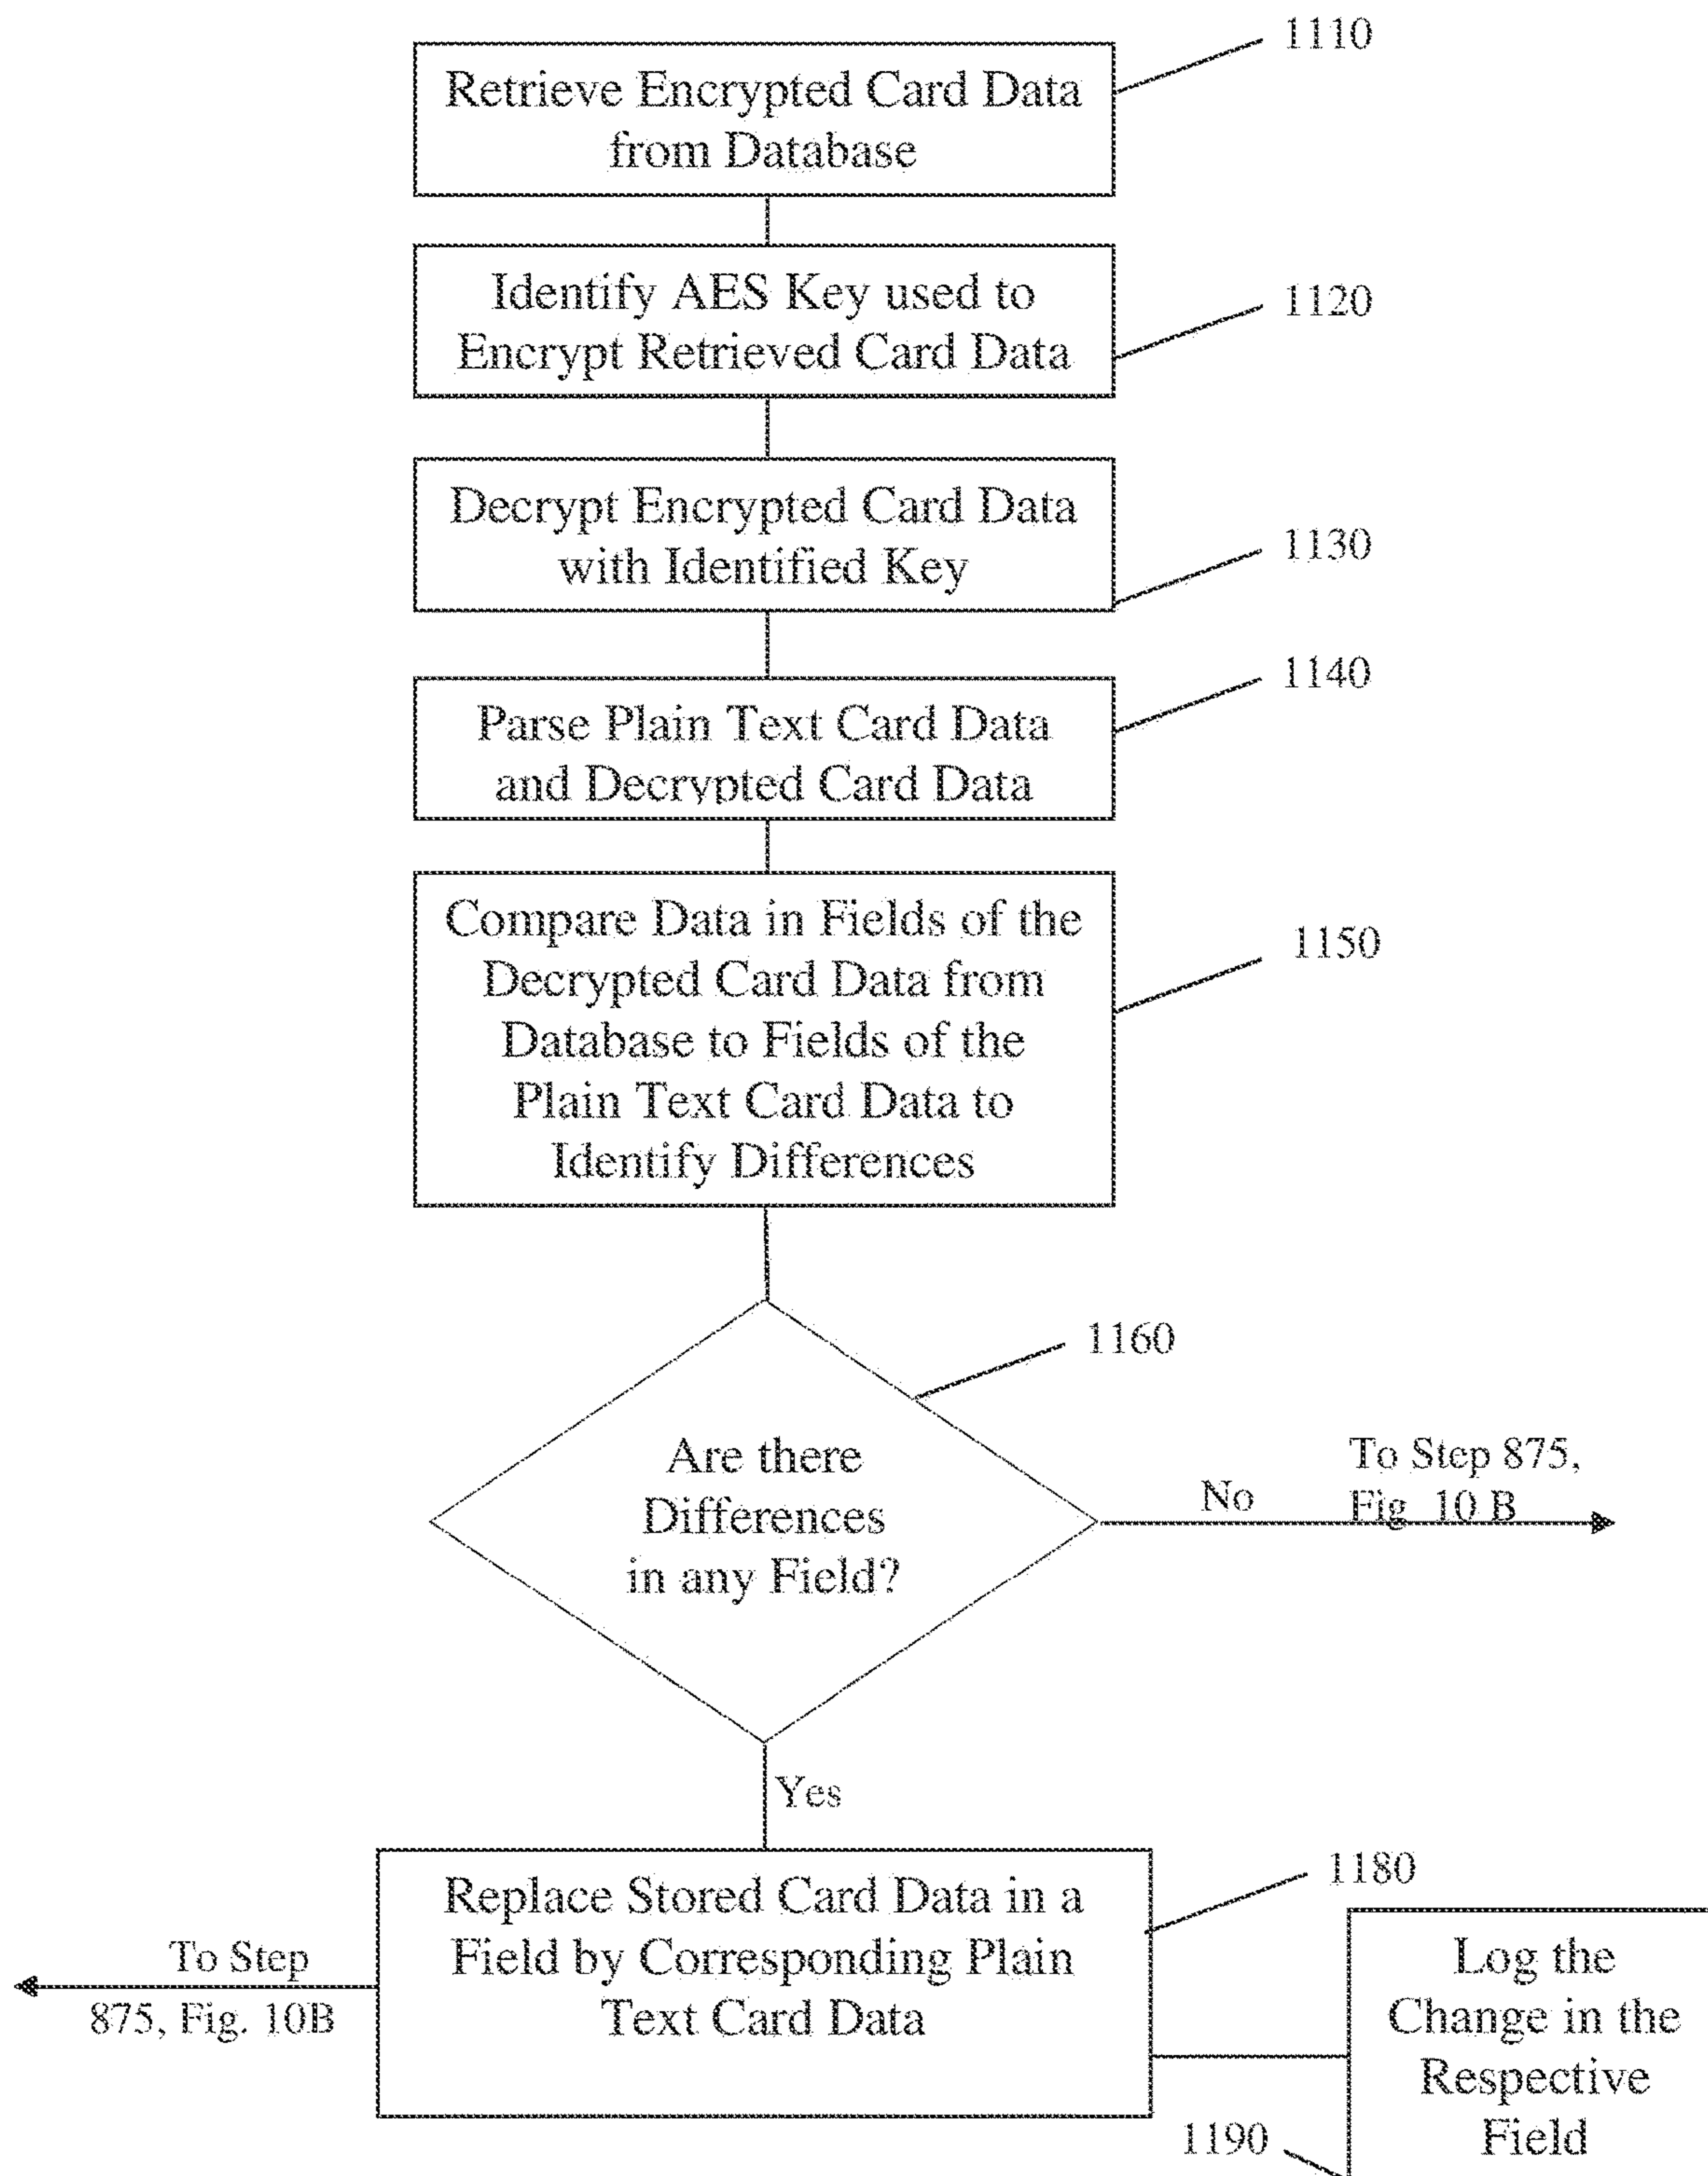 1110
Retrieve Encrypted Card Data
from Database
Identify AES Key used to
Encrypt Retrieved Card Data
1120
Decrypt Encrypted Card Data
with Identified Key
1130
1140
Parse Plain Text Card Data
and Decrypted Card Data
Compare Data in Fields of the
Decrypted Card Data from
Database to Fields of the
Plain Text Card Data to
Identify Differences
1150
1160
Are there
Differences
in any Field?
No
To Step 875,
Fig. 10 B
Yes
1180
Replace Stored Card Data in a
Field by Corresponding Plain
Text Card Data
To Step
875, Fig. 10B
Log the
Change in the
Respective
Field
1190